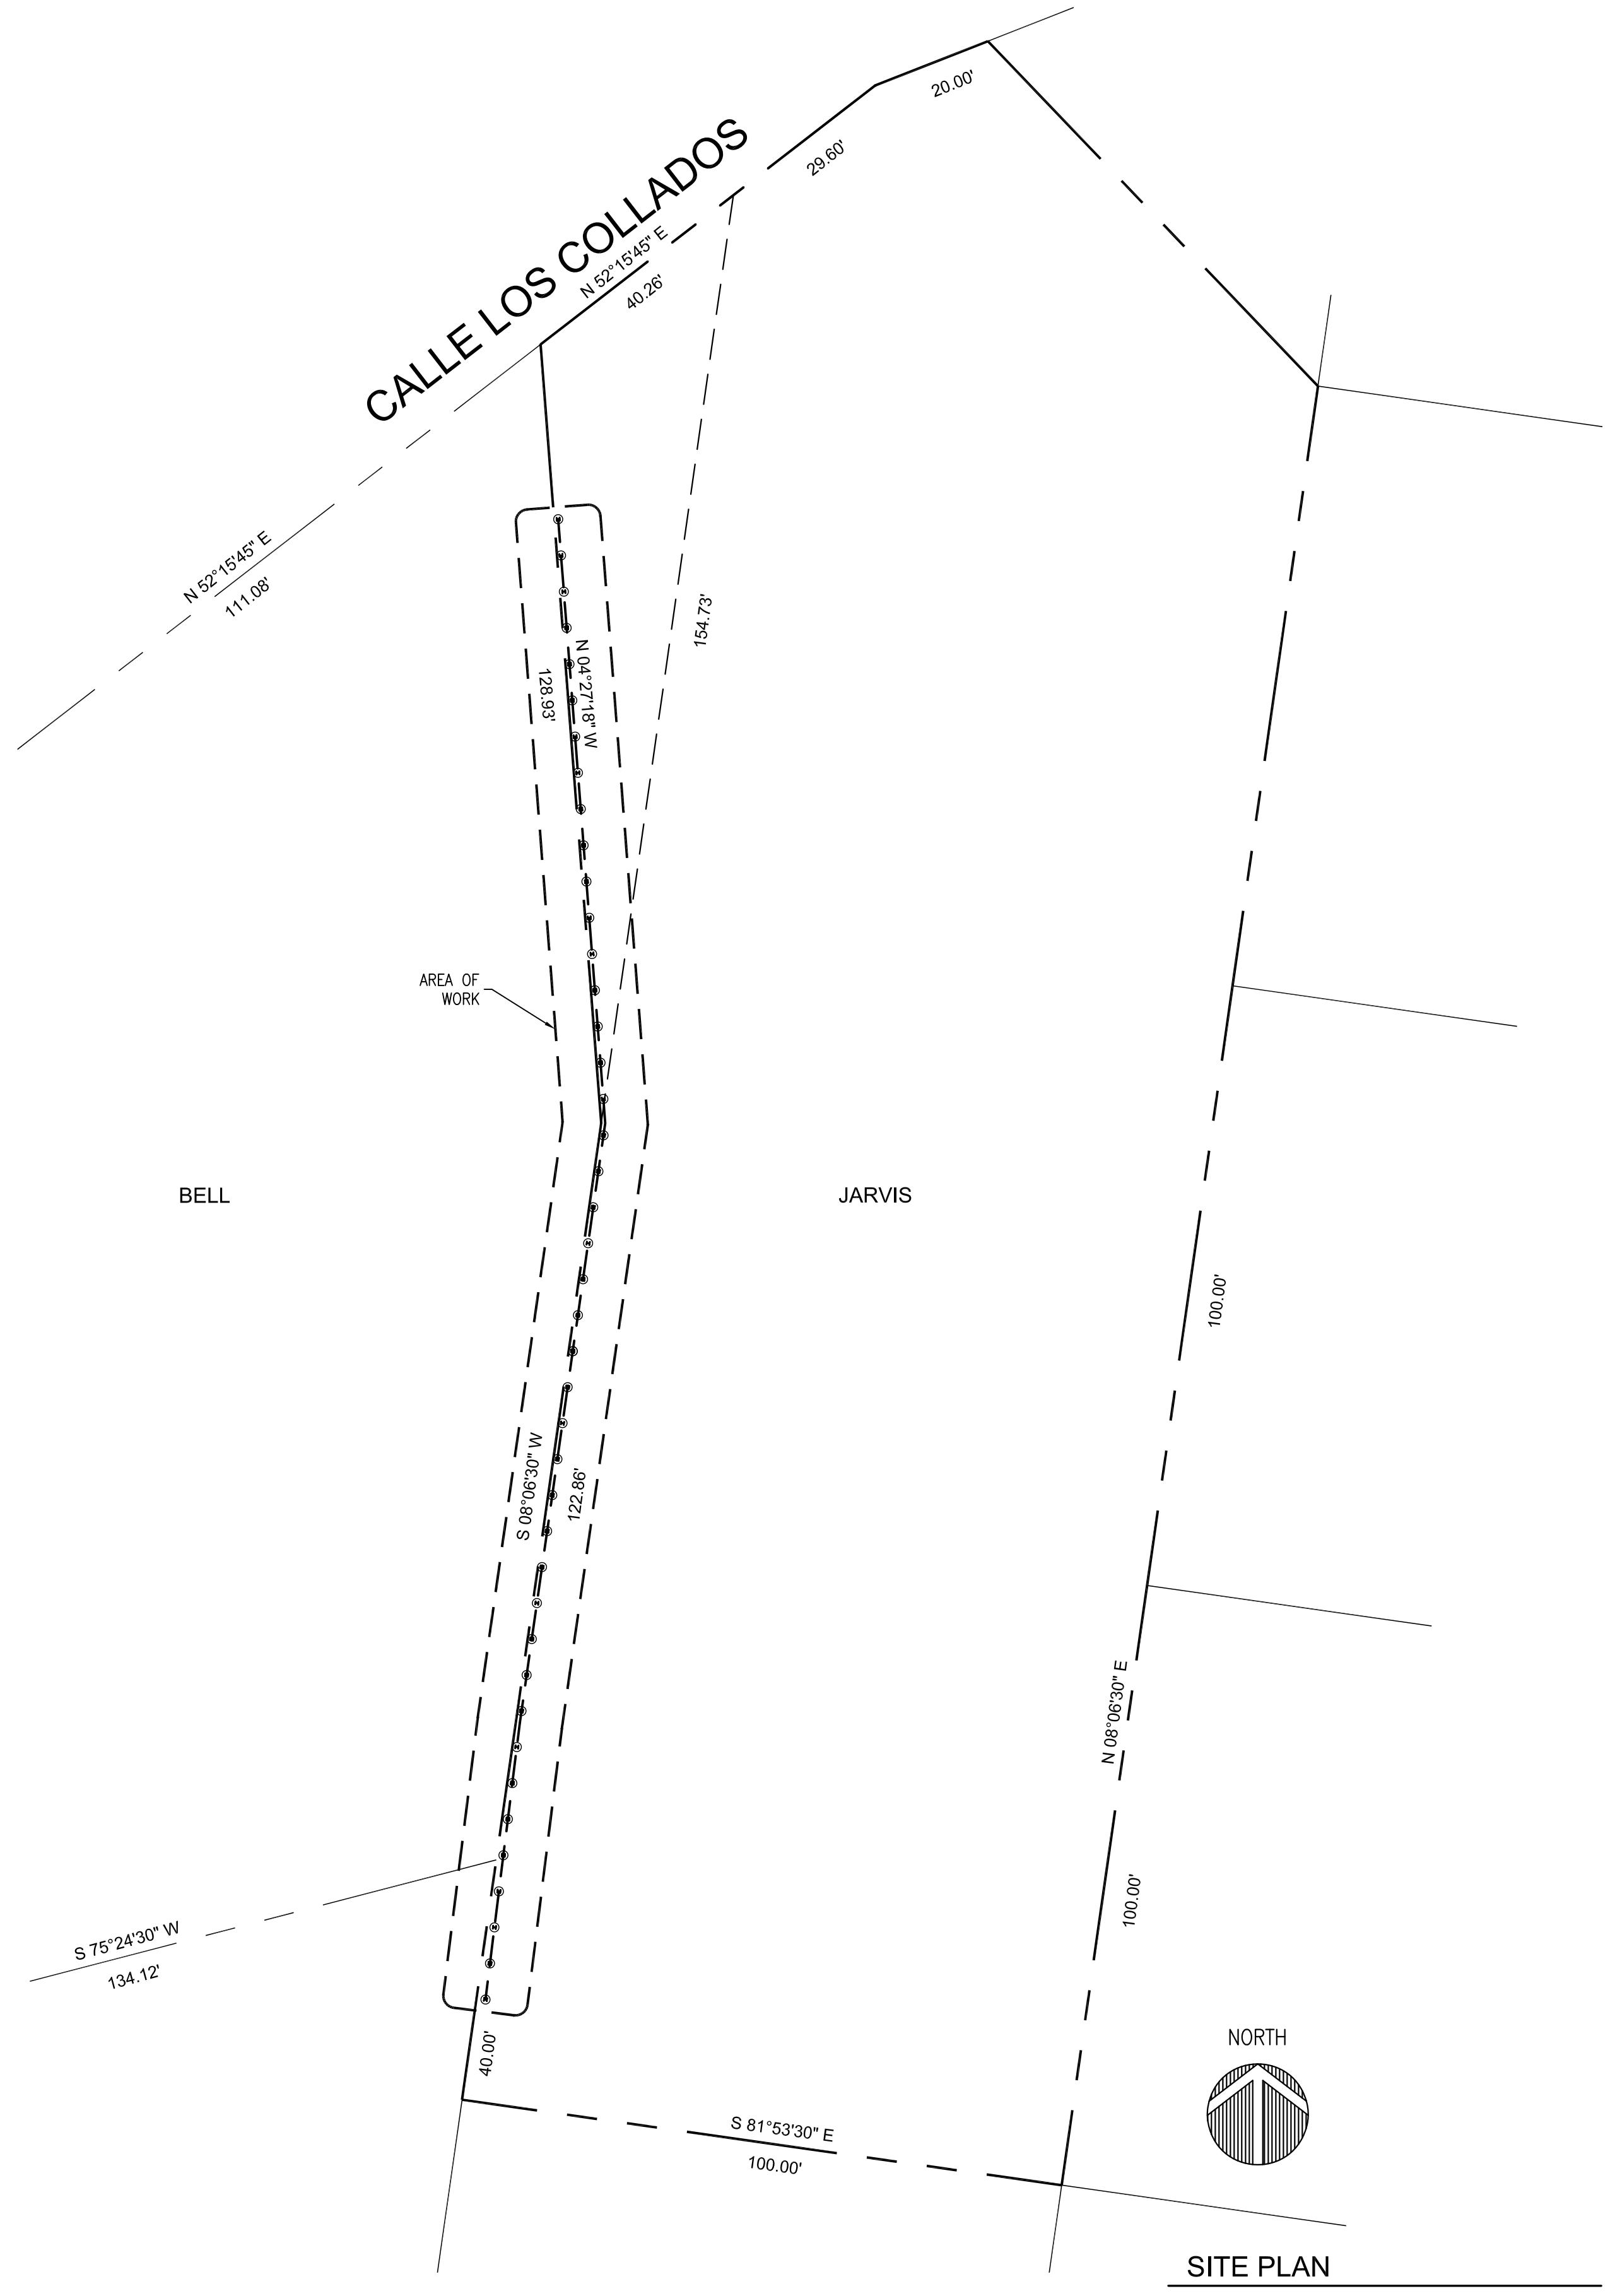 20.00'
29.60'
CALLE LOS COLLADOS
N 52°15'45" E
40.26'
N 52°15'45" E
111.08'
154.73'
N 04°27'18" W
128.93'
AREA OF
WORK
BELL
JARVIS
100.00'
S 08°06'30" W
122.86'
N 08°06'30" E
100.00'
S 75°24'30" W
134.12'
40.00'
NORTH
S 81°53'30" E
100.00'
SITE PLAN